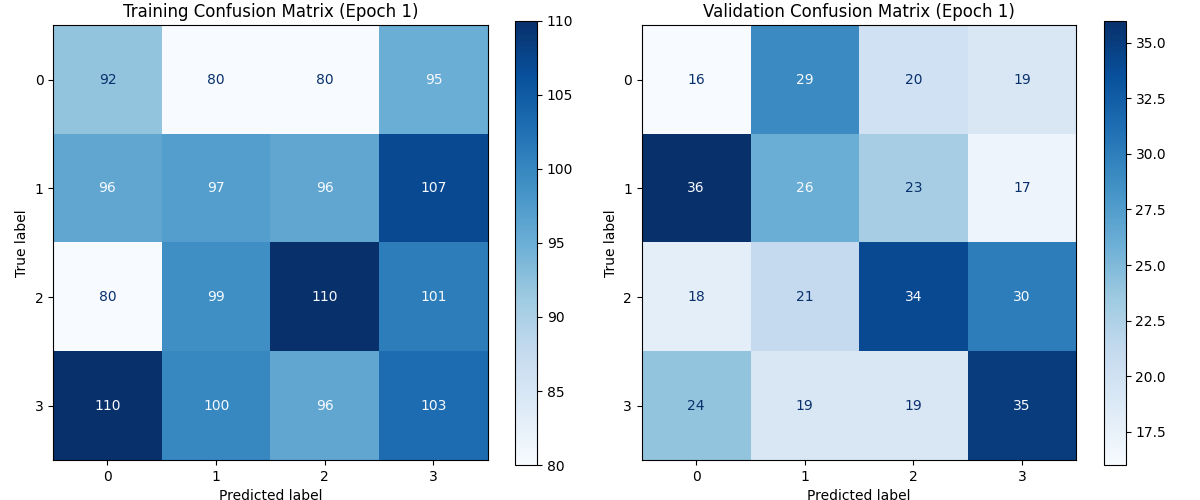 Training Confusion Matrix (Epoch 1)
Validation Confusion Matrix (Epoch 1)
True label
0
1
2
3
92 80 80 95
96 97 96 107
80 99 110 101
110 100 96 103
0 1 2 3
Predicted label
110
105
100
95
90
85
80
True label
0
1
2
3
16 29 20 19
36 26 23 17
18 21 34 30
24 19 19 35
0 1 2 3
Predicted label
35.0
32.5
30.0
27.5
25.0
22.5
20.0
17.5